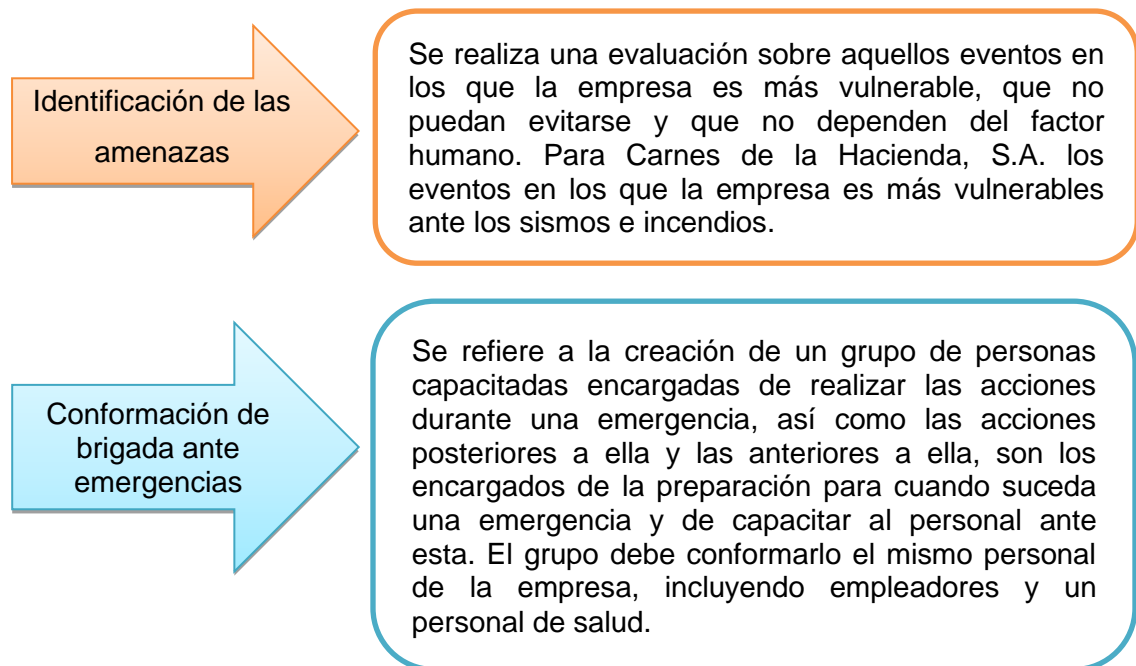 Identificación de las
amenazas
Se realiza una evaluación sobre aquellos eventos en
los que la empresa es más vulnerable, que no
puedan evitarse y que no dependen del factor
humano. Para Carnes de la Hacienda, S.A. los
eventos en los que la empresa es más vulnerables
ante los sismos e incendios.
Conformación de
brigada ante
emergencias
Se refiere a la creación de un grupo de personas
capacitadas encargadas de realizar las acciones
durante una emergencia, así como las acciones
posteriores a ella y las anteriores a ella, son los
encargados de la preparación para cuando suceda
una emergencia y de capacitar al personal ante
esta. El grupo debe conformarlo el mismo personal
de la empresa, incluyendo empleadores y un
personal de salud.